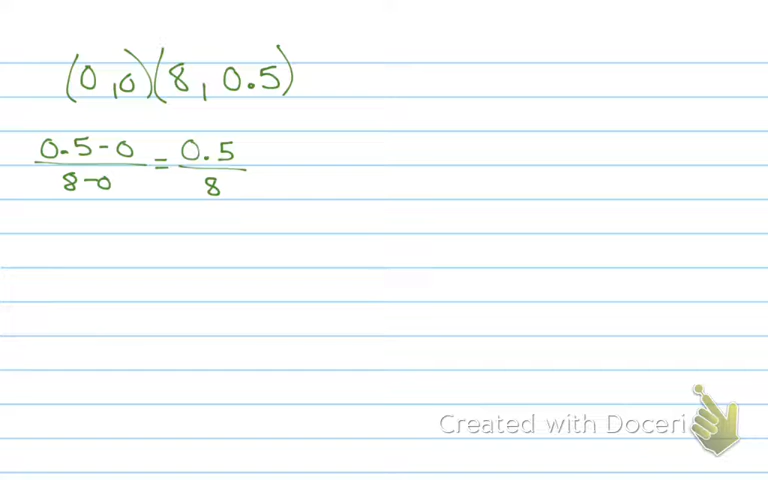 (0,0)(8, 0.5)
0.5-0/8-0 = 0.5/8
Created with Doceri